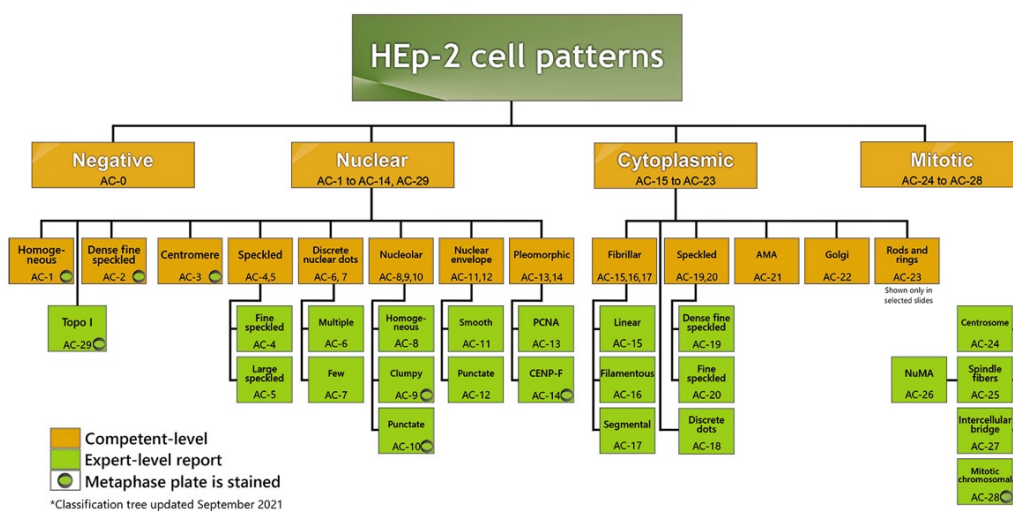 HEp-2 cell patterns
Negative
AC-0
Nuclear
AC-1 to AC-14, AC-29
Cytoplasmic
AC-15 to AC-23
Mitotic
AC-24 to AC-28
Homoge-
neous
AC-1
Dense fine
speckled
AC-2
Centromere
AC-3
Speckled
AC-4,5
Discrete
nuclear dots
AC-6, 7
Nucleolar
AC-8,9,10
Nuclear
envelope
AC-11,12
Pleomorphic
AC-13,14
Fibrillar
AC-15,16,17
Speckled
AC-19,20
AMA
AC-21
Golgi
AC-22
Rods and
rings
AC-23
Shown only in
selected slides
Topo I
AC-29
Fine
speckled
AC-4
Large
speckled
AC-5
Multiple
AC-6
Few
AC-7
Homoge-
neous
AC-8
Clumpy
AC-9
Punctate
AC-10
Smooth
AC-11
Punctate
AC-12
PCNA
AC-13
CENP-F
AC-14
Linear
AC-15
Filamentous
AC-16
Segmental
AC-17
Dense fine
speckled
AC-19
Fine
speckled
AC-20
Discrete
dots
AC-18
Centrosome
AC-24
NuMA
AC-26
Spindle
fibers
AC-25
Intercellular
bridge
AC-27
Mitotic
chromosomal
AC-28
Competent-level
Expert-level report
Metaphase plate is stained
*Classification tree updated September 2021